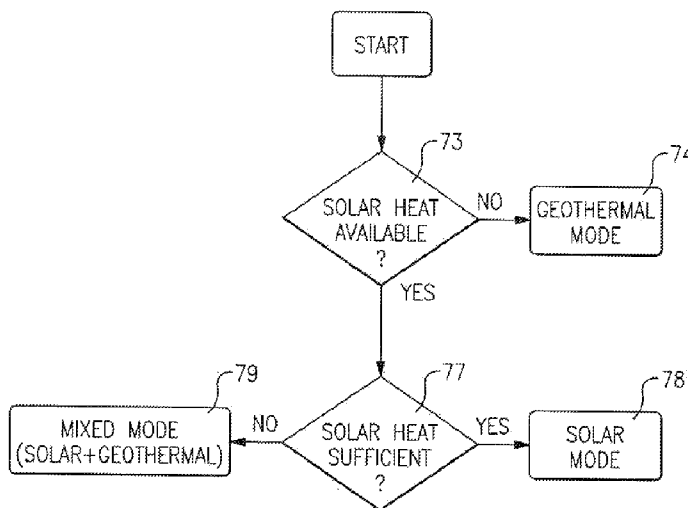 START
73
SOLAR HEAT
AVAILABLE
?
NO
74
GEOTHERMAL
MODE
YES
79
MIXED MODE
(SOLAR+GEOTHERMAL)
NO
77
SOLAR HEAT
SUFFICIENT
?
YES
78
SOLAR
MODE